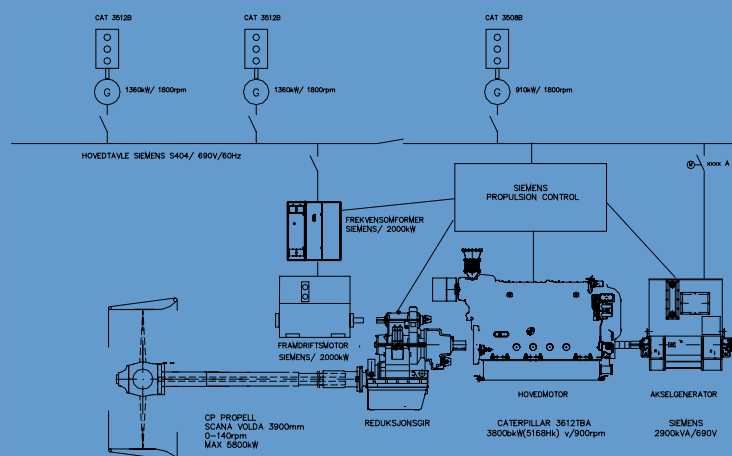 CAT 3512B
CAT 3512B
CAT 3508B
G
1360kW/ 1800rpm
G
1360kW/ 1800rpm
G
910kW/ 1800rpm
HOVEDTAVLE SIEMENS S404/ 690V/60Hz
M
xxxx A
SIEMENS
PROPULSION CONTROL
FREKVENSOMFORMER
SIEMENS/ 2000kW
FRAMDRIFTSMOTOR
SIEMENS/ 2000kW
HOVEDMOTOR
AKSELGENERATOR
CP PROPELL
SCANA VOLDA 3900mm
0-140rpm
MAX 5800kW
REDUKSJONSGIR
CATERPILLAR 3612TBA
3800bkW(5168Hk) v/900rpm
SIEMENS
2900kVA/690V